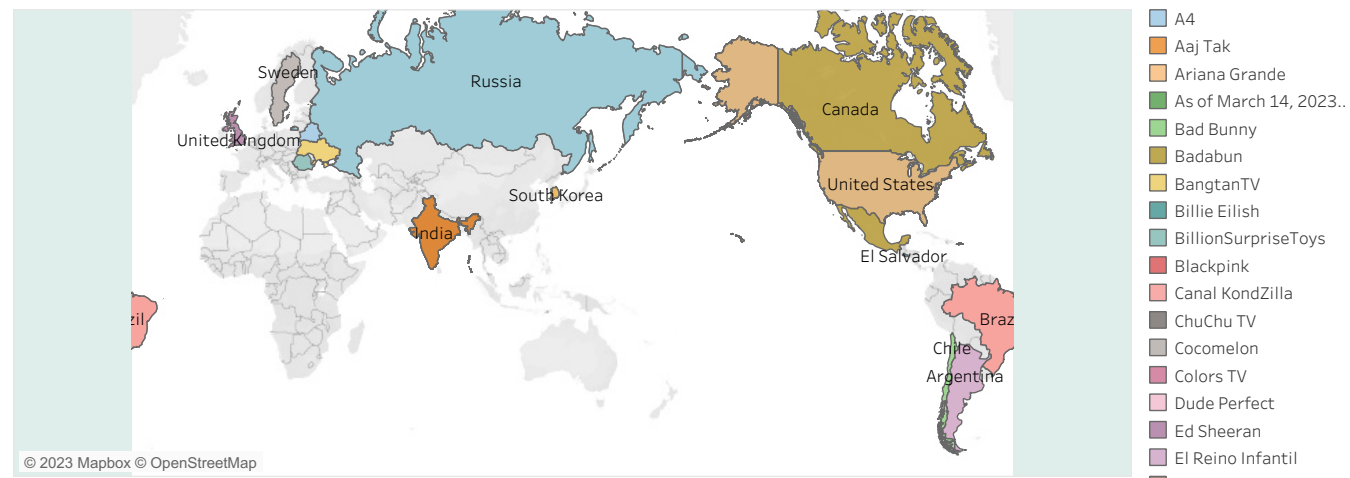 Sweden
Russia
United Kingdom
Canada
South Korea
United States
India
El Salvador
zil
Braz
Chile
Argentina
© 2023 Mapbox © OpenStreetMap
A4
Aaj Tak
Ariana Grande
As of March 14, 2023..
Bad Bunny
Badabun
BangtanTV
Billie Eilish
BillionSurpriseToys
Blackpink
Canal KondZilla
ChuChu TV
Cocomelon
Colors TV
Dude Perfect
Ed Sheeran
El Reino Infantil